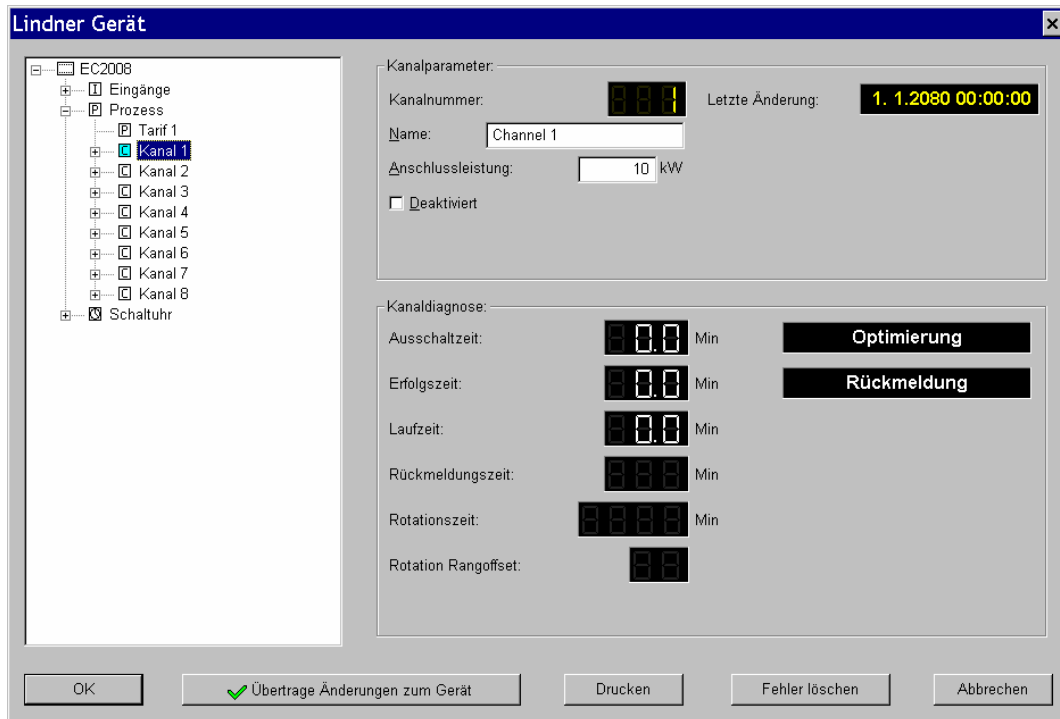 Lindner Gerät
EC2008
Eingänge
Prozess
Tarif 1
Kanal 1
Kanal 2
Kanal 3
Kanal 4
Kanal 5
Kanal 6
Kanal 7
Kanal 8
Schaltuhr
Kanalparameter:
Kanalnummer: 1 Letzte Änderung: 1. 1.2080 00:00:00
Name: Channel 1
Anschlussleistung: 10 kW
Deaktiviert
Kanaldiagnose:
Ausschaltzeit: 0.0 Min Optimierung
Erfolgszeit: 0.0 Min Rückmeldung
Laufzeit: 0.0 Min
Rückmeldungszeit: Min
Rotationszeit: Min
Rotation Rangoffset:
OK Übertrage Änderungen zum Gerät Drucken Fehler löschen Abbrechen